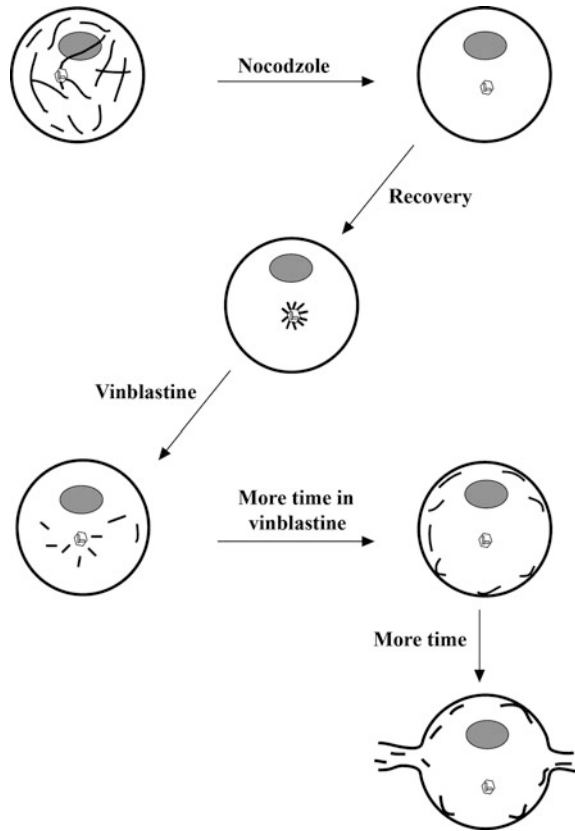 Nocodzole
Recovery
Vinblastine
More time in
vinblastine
More time